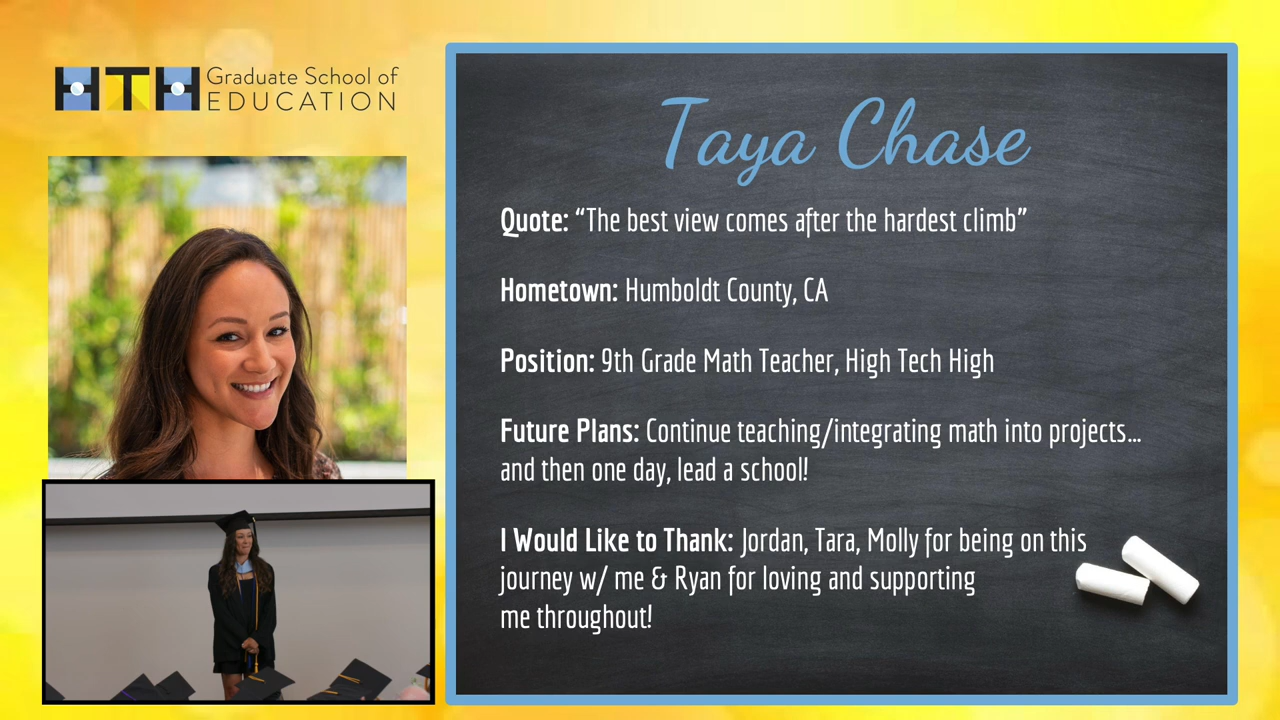 HTH Graduate School of
EDUCATION
Taya Chase
Quote: “The best view comes after the hardest climb”
Hometown: Humboldt County, CA
Position: 9th Grade Math Teacher, High Tech High
Future Plans: Continue teaching/integrating math into projects...
and then one day, lead a school!
I Would Like to Thank: Jordan, Tara, Molly for being on this
journey w/ me & Ryan for loving and supporting
me throughout!